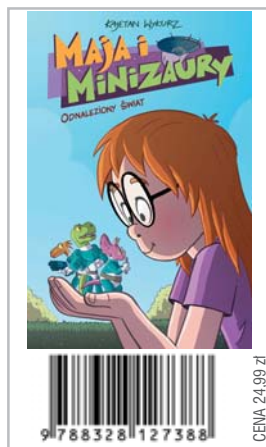 KAJETAN WYKURZ
MAJA i
MINIZAURY
ODNALEZIONY ŚWIAT
CENA 24.99 zł
9 788328 127388